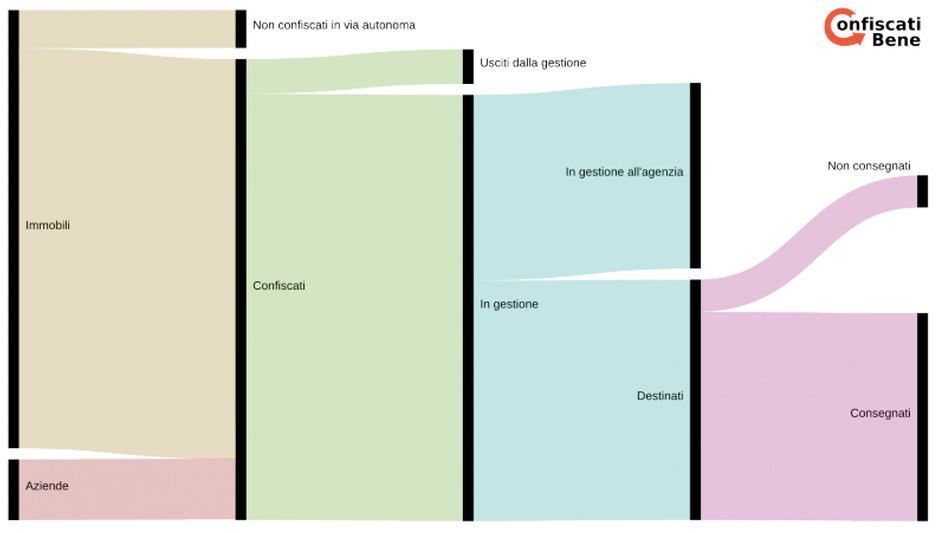 Non confiscati in via autonoma
Confiscati
Bene
Usciti dalla gestione
In gestione all'agenzia
Non consegnati
Immobili
Confiscati
In gestione
Destinati
Consegnati
Aziende